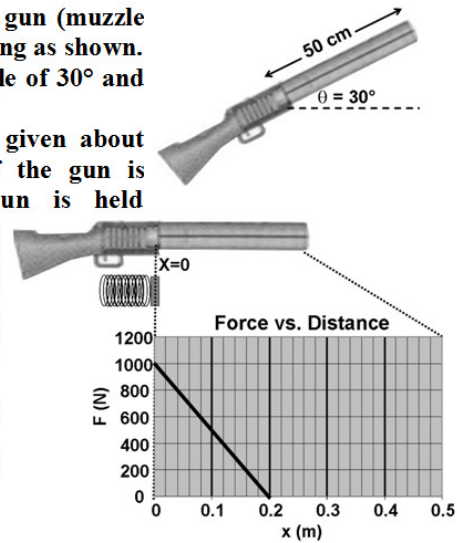 gun (muzzle
ng as shown.
le of 30° and
given about
the gun is
un is held
50 cm
θ = 30°
X=0
Force vs. Distance
1200
1000
800
600
400
200
0
F (N)
0 0.1 0.2 0.3 0.4 0.5
x (m)